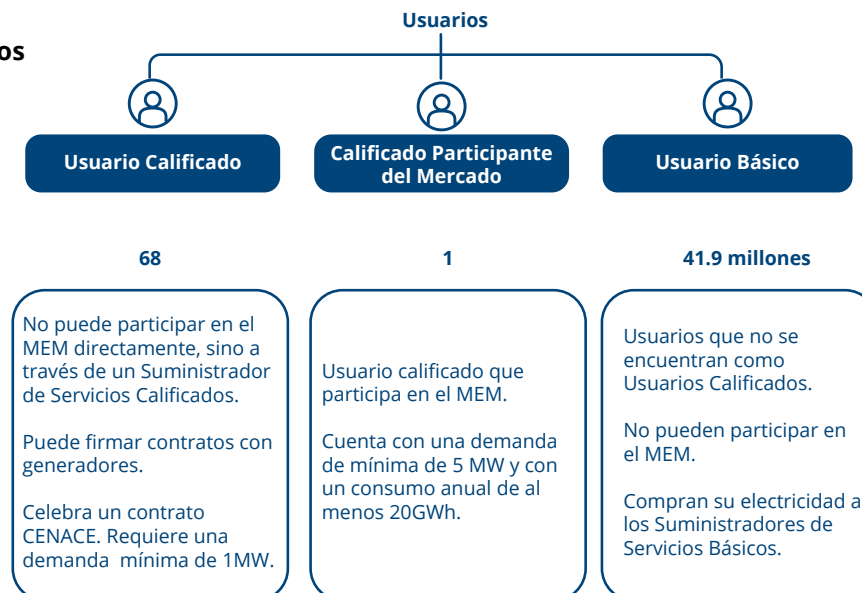 Usuarios
os
Usuario Calificado
Calificado Participante
del Mercado
Usuario Básico
68
1
41.9 millones
No puede participar en el
MEM directamente, sino a
través de un Suministrador
de Servicios Calificados.
Puede firmar contratos con
generadores.
Celebra un contrato
CENACE. Requiere una
demanda  mínima de 1MW.
Usuario calificado que
participa en el MEM.
Cuenta con una demanda
de mínima de 5 MW y con
un consumo anual de al
menos 20GWh.
Usuarios que no se
encuentran como
Usuarios Calificados.
No pueden participar en
el MEM.
Compran su electricidad a
los Suministradores de
Servicios Básicos.